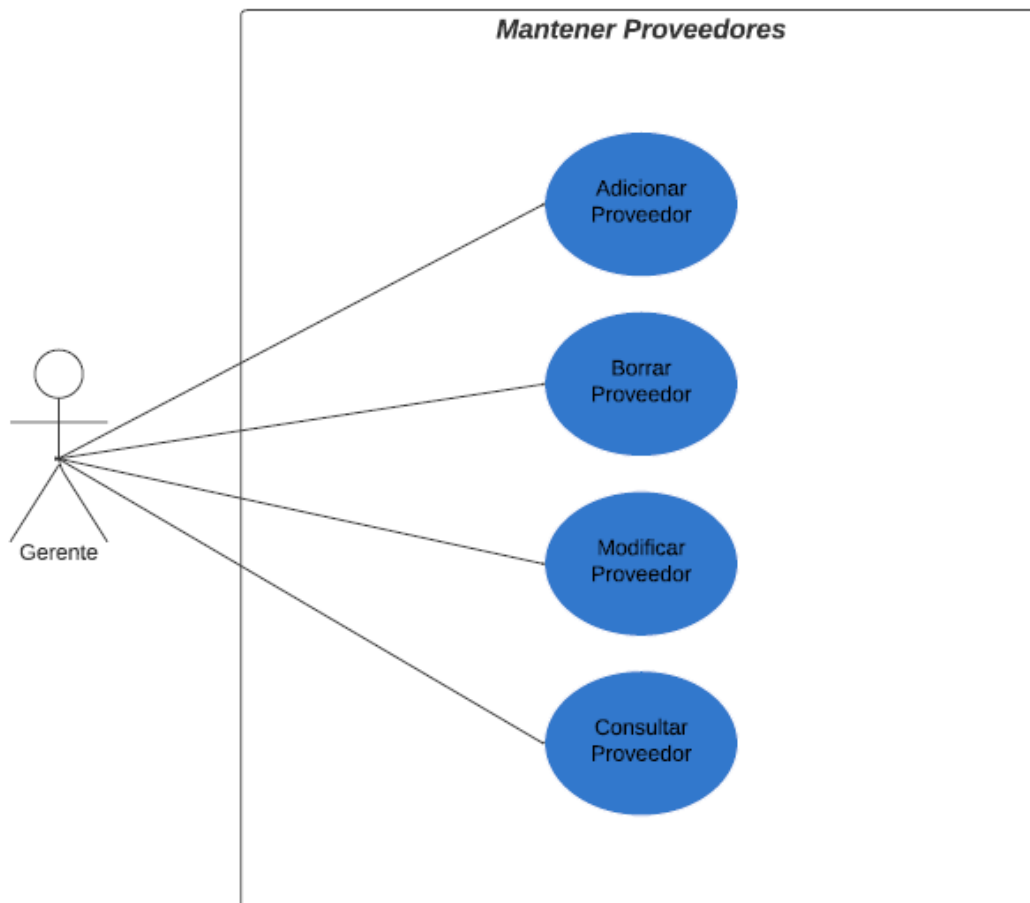 Mantener Proveedores
Adicionar
Proveedor
Borrar
Proveedor
Modificar
Proveedor
Consultar
Proveedor
Gerente